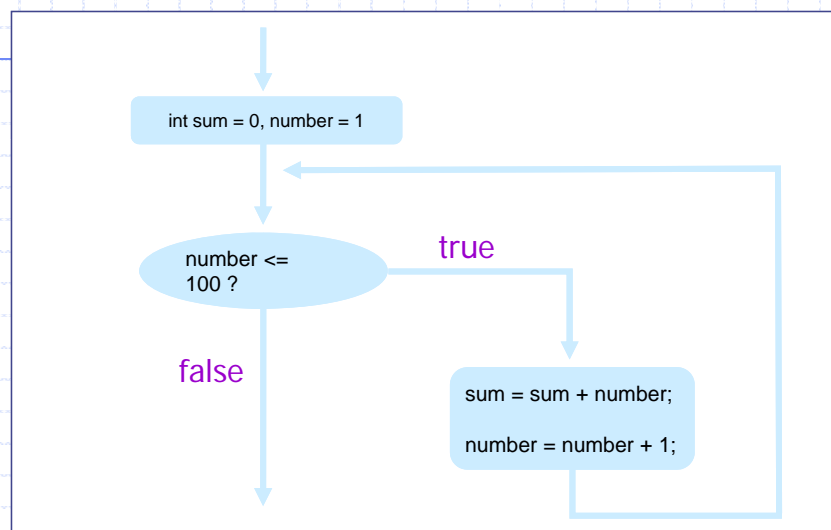 int sum = 0, number = 1
number <=
100 ?
true
false
sum = sum + number;
number = number + 1;